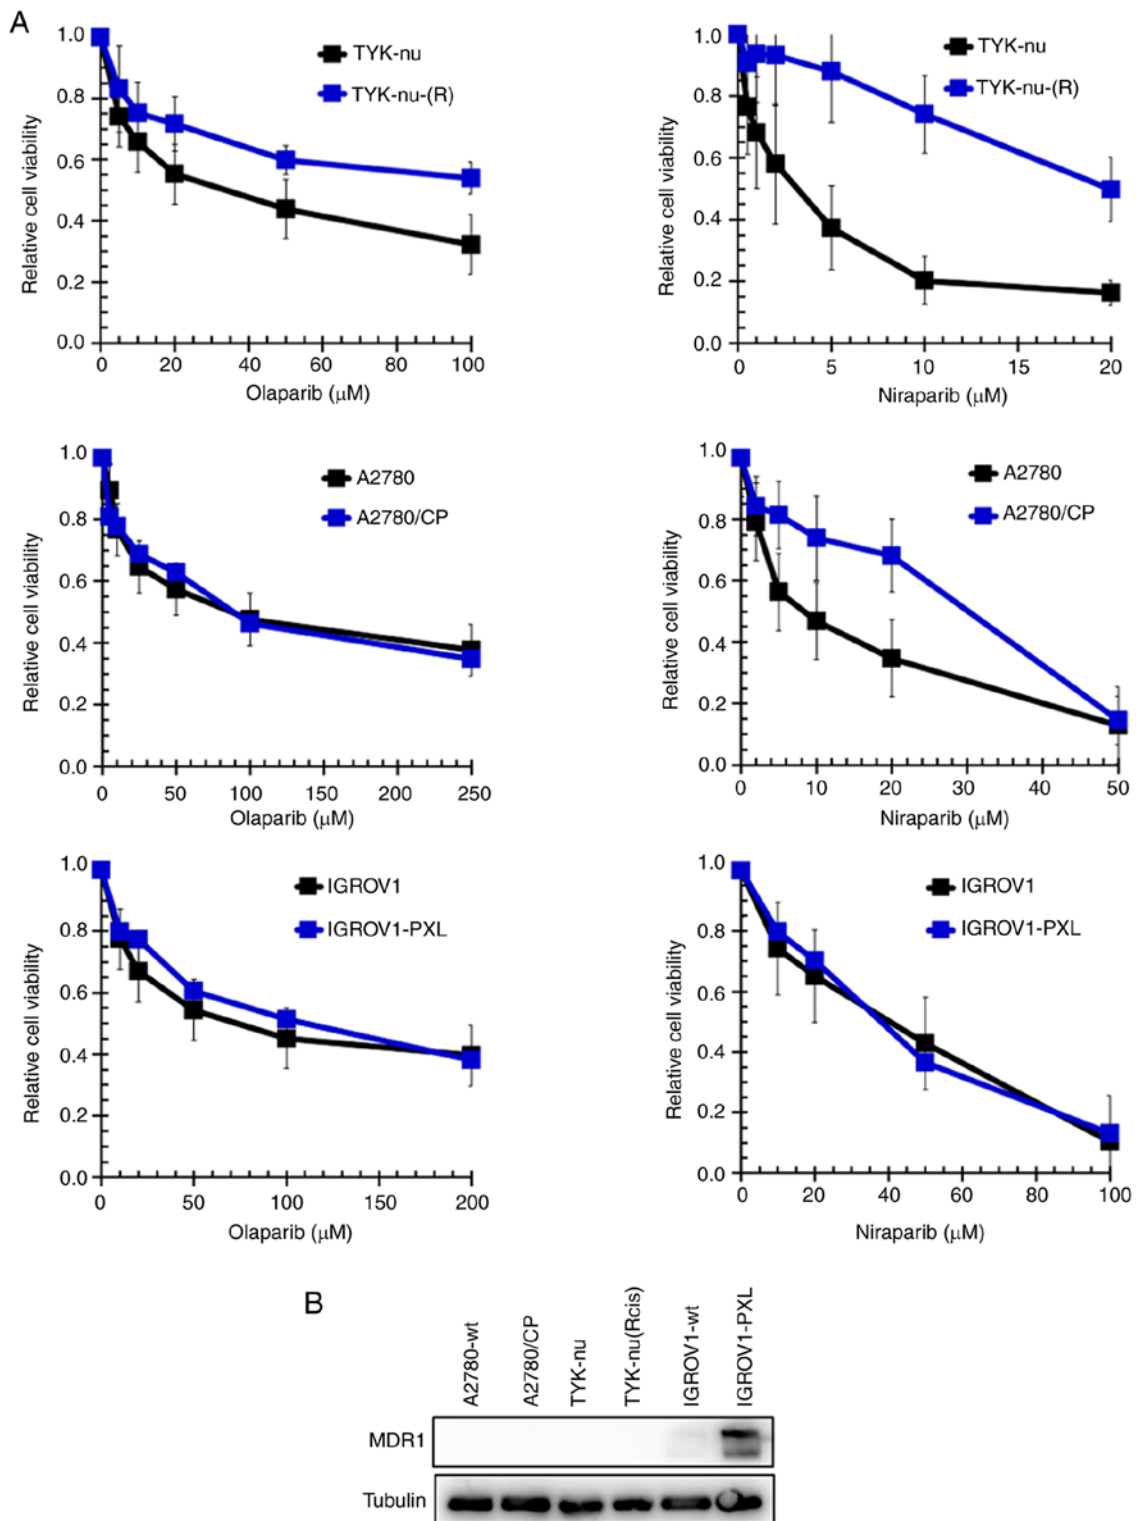 A
Relative cell viability
1.0
0.8
0.6
0.4
0.2
0.0
TYK-nu
TYK-nu-(R)
0 20 40 60 80 100
Olaparib (μM)
Relative cell viability
1.0
0.8
0.6
0.4
0.2
0.0
TYK-nu
TYK-nu-(R)
0 5 10 15 20
Niraparib (μM)
Relative cell viability
1.0
0.8
0.6
0.4
0.2
0.0
A2780
A2780/CP
0 50 100 150 200 250
Olaparib (μM)
Relative cell viability
1.0
0.8
0.6
0.4
0.2
0.0
A2780
A2780/CP
0 10 20 30 40 50
Niraparib (μM)
Relative cell viability
1.0
0.8
0.6
0.4
0.2
0.0
IGROV1
IGROV1-PXL
0 50 100 150 200
Olaparib (μM)
Relative cell viability
1.0
0.8
0.6
0.4
0.2
0.0
IGROV1
IGROV1-PXL
0 20 40 60 80 100
Niraparib (μM)
B
A2780-wt
A2780/CP
TYK-nu
TYK-nu(Rcis)
IGROV1-wt
IGROV1-PXL
MDR1
Tubulin